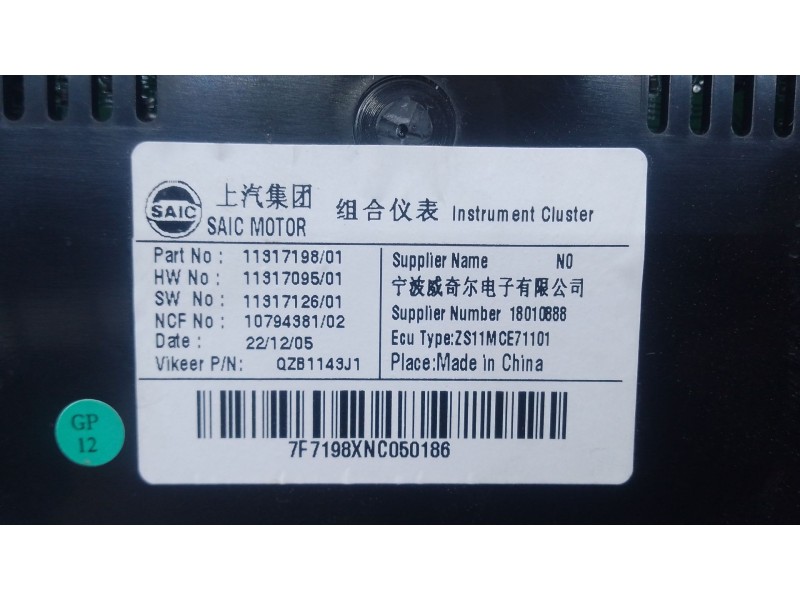 SAIC 上汽集团
SAIC MOTOR
组合仪表 Instrument Cluster
Part No : 11317198/01
HW No : 11317095/01
SW No : 11317126/01
NCF No : 10794381/02
Date : 22/12/05
Vikeer P/N: QZB1143J1
Supplier Name NO
宁波威奇尔电子有限公司
Supplier Number 18010888
Ecu Type:ZS11MCE71101
Place:Made in China
7F7198XNC050186
GP
12